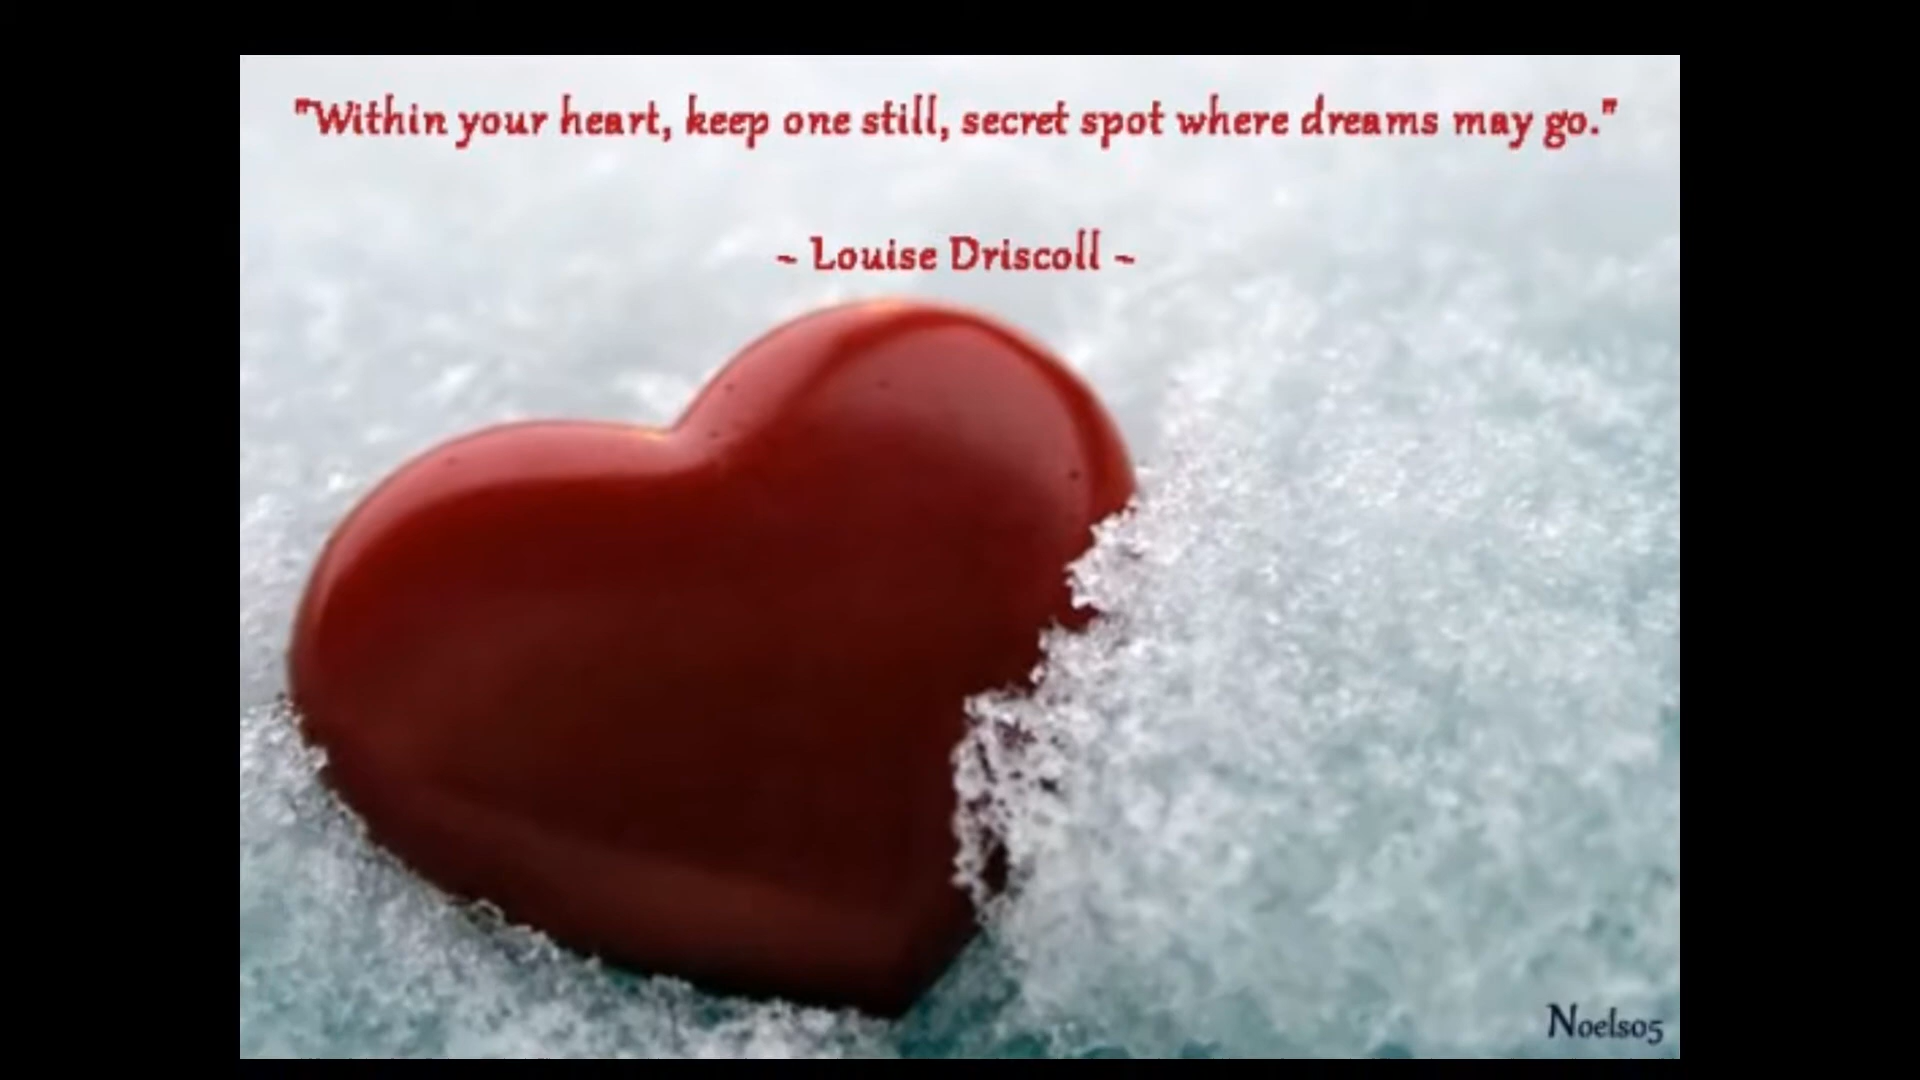 "Within your heart, keep one still, secret spot where dreams may go."
~ Louise Driscoll ~
Noels05